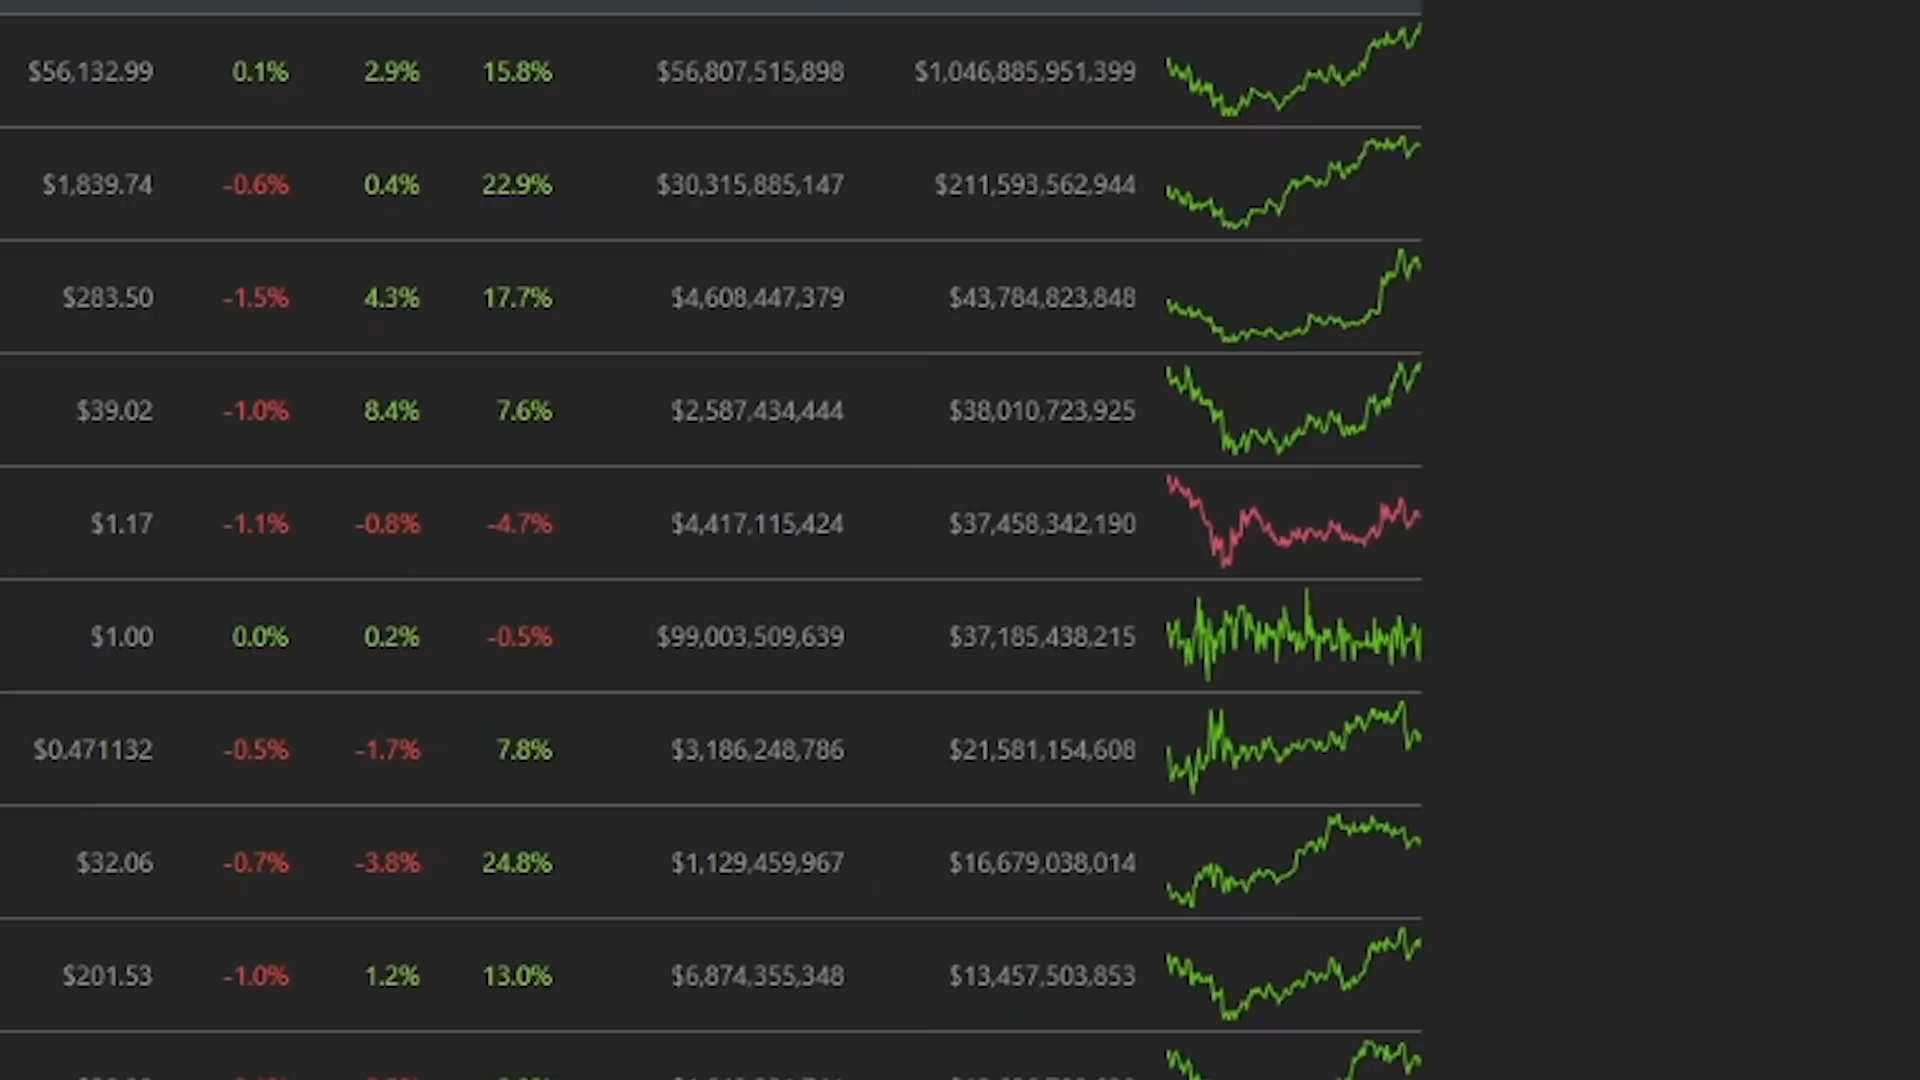 $56,132.99 0.1% 2.9% 15.8% $56,807,515,898 $1,046,885,951,399
$1,839.74 -0.6% 0.4% 22.9% $30,315,885,147 $211,593,562,944
$283.50 -1.5% 4.3% 17.7% $4,608,447,379 $43,784,823,848
$39.02 -1.0% 8.4% 7.6% $2,587,434,444 $38,010,723,925
$1.17 -1.1% -0.8% -4.7% $4,417,115,424 $37,458,342,190
$1.00 0.0% 0.2% -0.5% $99,003,509,639 $37,185,438,215
$0.471132 -0.5% -1.7% 7.8% $3,186,248,786 $21,581,154,608
$32.06 -0.7% -3.8% 24.8% $1,129,459,967 $16,679,038,014
$201.53 -1.0% 1.2% 13.0% $6,874,355,348 $13,457,503,853